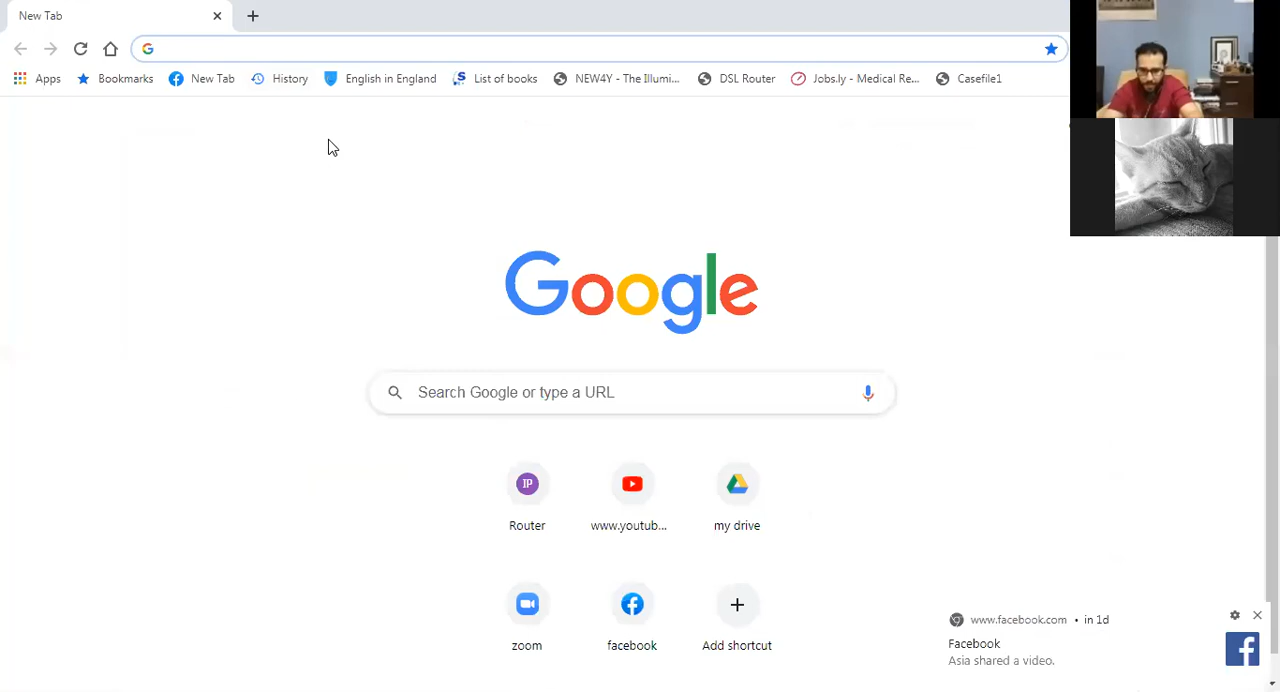 New Tab
Apps Bookmarks New Tab History English in England List of books NEW4Y - The Illumi... DSL Router Jobs.ly - Medical Re... Casefile1
Google
Search Google or type a URL
IP
Router www.youtub... my drive
zoom facebook Add shortcut
www.facebook.com • in 1d
Facebook
Asia shared a video.